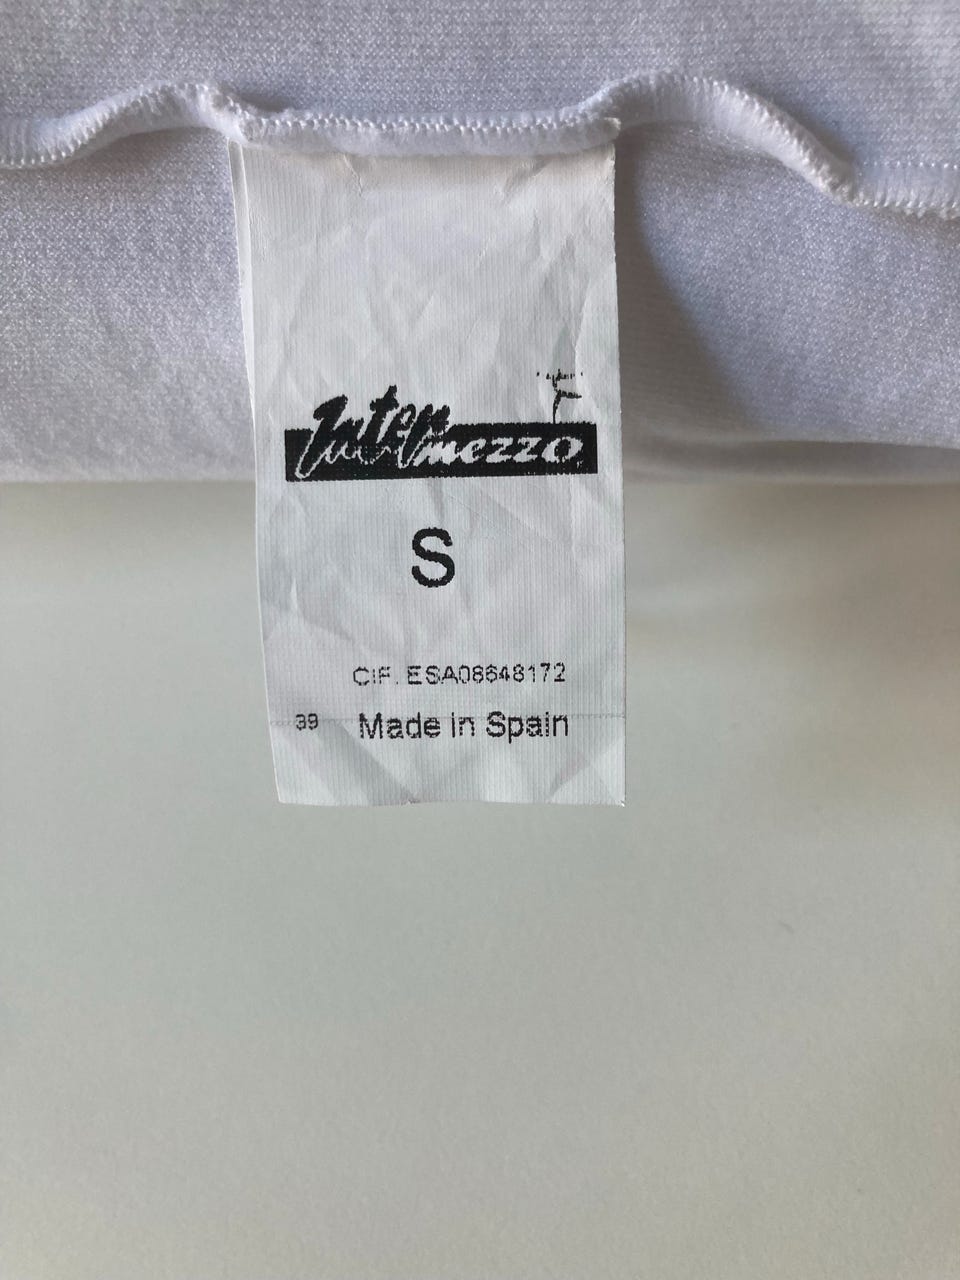 Intermezzo
S
CIF. ESA08648172
39 Made in Spain